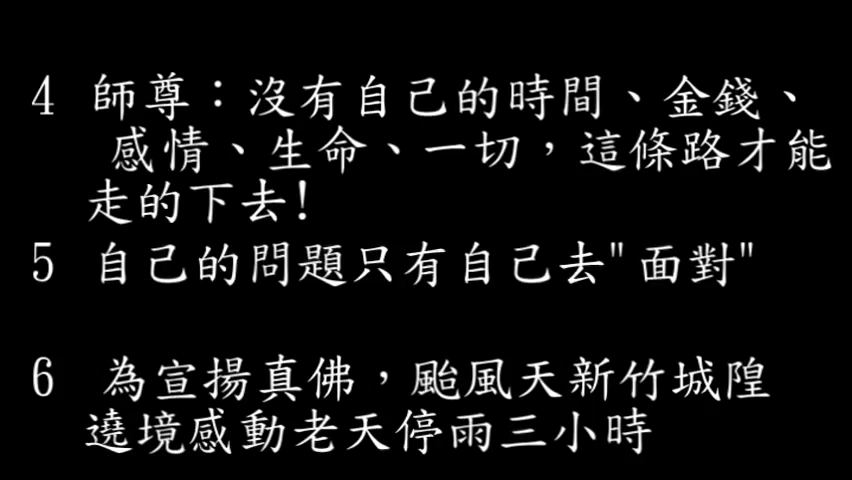 4 師尊：沒有自己的時間、金錢、
感情、生命、一切，這條路才能
走的下去!
5 自己的問題只有自己去"面對"
6 為宣揚真佛，颱風天新竹城隍
遶境感動老天停雨三小時